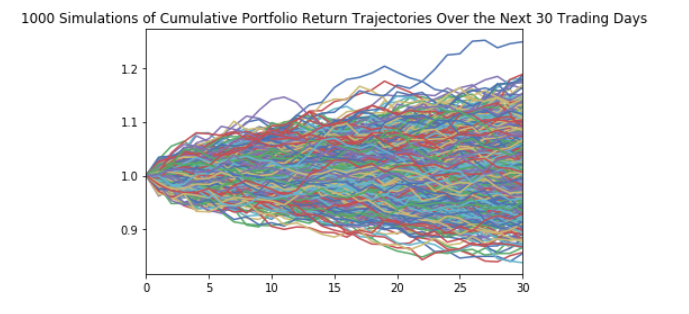 1000 Simulations of Cumulative Portfolio Return Trajectories Over the Next 30 Trading Days
1.2
1.1
1.0
0.9
0 5 10 15 20 25 30